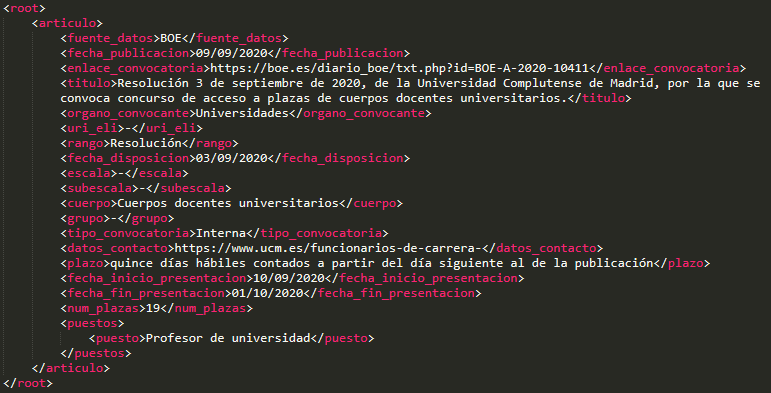 <root>
<articulo>
<fuente_datos>BOE</fuente_datos>
<fecha_publicacion>09/09/2020</fecha_publicacion>
<enlace_convocatoria>https://boe.es/diario_boe/txt.php?id=BOE-A-2020-10411</enlace_convocatoria>
<titulo>Resolución 3 de septiembre de 2020, de la Universidad Complutense de Madrid, por la que se
convoca concurso de acceso a plazas de cuerpos docentes universitarios.</titulo>
<organo_convocante>Universidades</organo_convocante>
<uri_eli>-</uri_eli>
<rango>Resolución</rango>
<fecha_disposicion>03/09/2020</fecha_disposicion>
<escala>-</escala>
<subescala>-</subescala>
<cuerpo>Cuerpos docentes universitarios</cuerpo>
<grupo>-</grupo>
<tipo_convocatoria>Interna</tipo_convocatoria>
<datos_contacto>https://www.ucm.es/funcionarios-de-carrera-</datos_contacto>
<plazo>quince días hábiles contados a partir del día siguiente al de la publicación</plazo>
<fecha_inicio_presentacion>10/09/2020</fecha_inicio_presentacion>
<fecha_fin_presentacion>01/10/2020</fecha_fin_presentacion>
<num_plazas>19</num_plazas>
<puestos>
<puesto>Profesor de universidad</puesto>
</puestos>
</articulo>
</root>